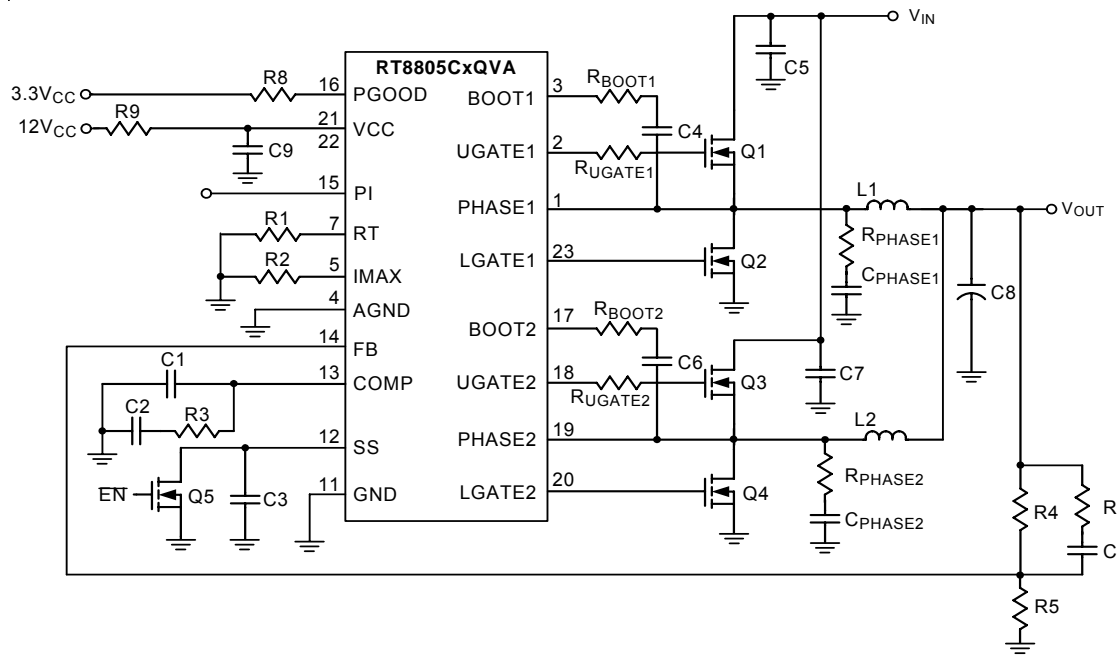 V_IN
C5
RT8805CxQVA
3.3V_CC
R8
16
PGOOD
BOOT1
3
R_BOOT1
12V_CC
R9
21
VCC
22
C9
UGATE1
2
R_UGATE1
C4
Q1
15
PI
PHASE1
1
L1
V_OUT
R1
7
RT
R2
5
IMAX
LGATE1
23
Q2
R_PHASE1
C_PHASE1
C8
4
AGND
BOOT2
17
R_BOOT2
14
FB
C1
13
COMP
UGATE2
18
R_UGATE2
C6
Q3
C7
C2
R3
12
SS
PHASE2
19
L2
EN
Q5
C3
11
GND
LGATE2
20
Q4
R_PHASE2
C_PHASE2
R4
R
C
R5